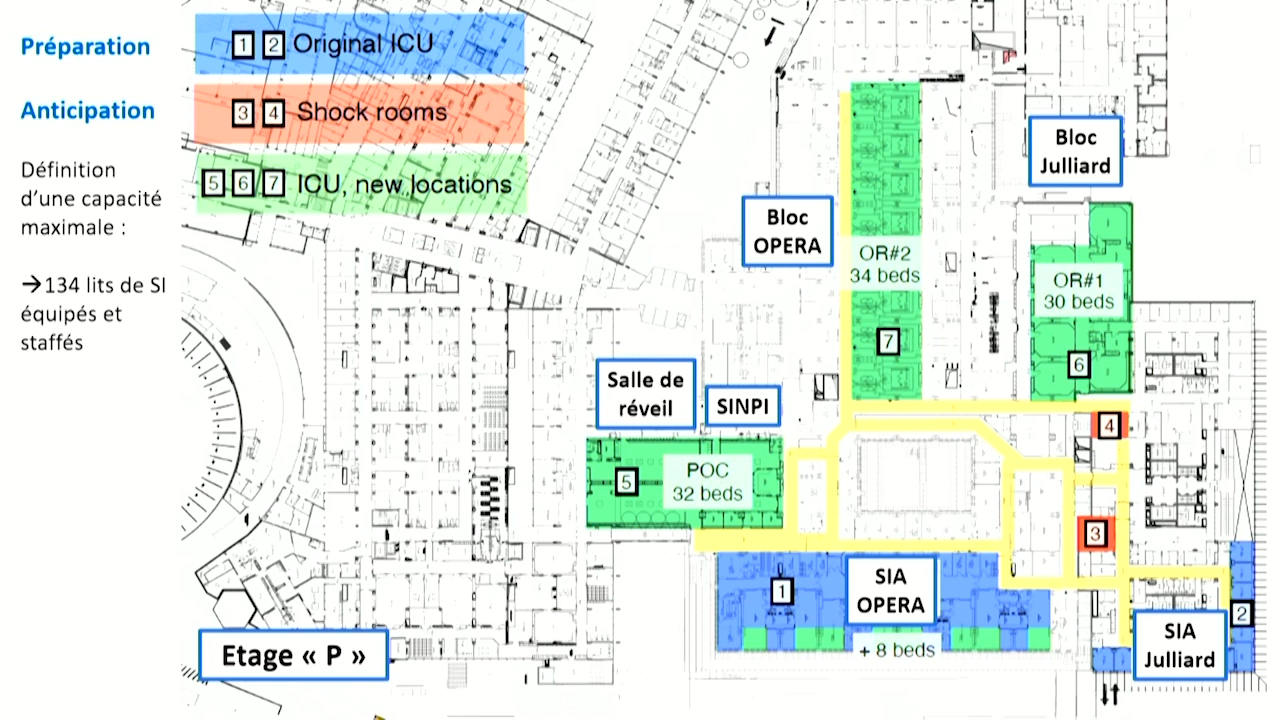 Préparation
1 2 Original ICU
Anticipation
3 4 Shock rooms
5 6 7 ICU, new locations
Définition
d'une capacité
maximale :
→134 lits de SI
équipés et
staffés
Bloc
Julliard
Bloc
OPERA
OR#2
34 beds
7
OR#1
30 beds
6
Salle de
réveil
SINPI
4
5
POC
32 beds
3
1
SIA
OPERA
+ 8 beds
2
SIA
Julliard
Etage « P »